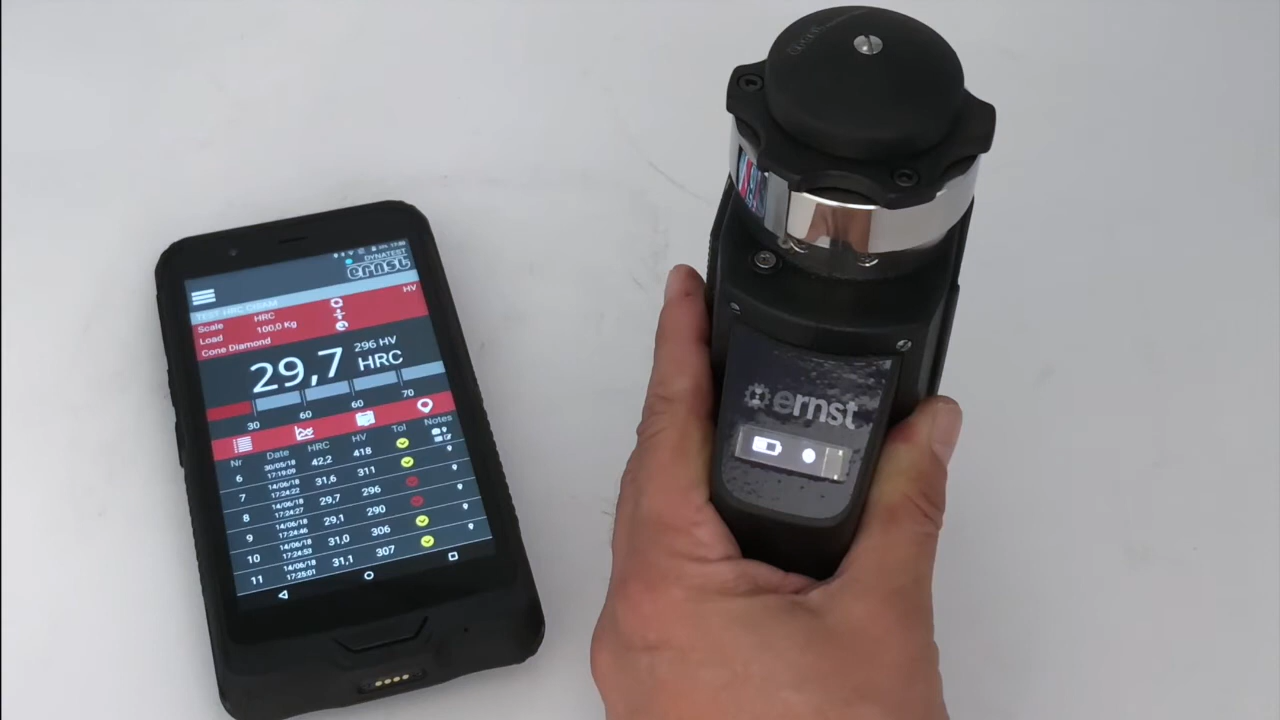 DYNATEST
ernst
TEST HRC
HV
Scale HRC
Load 100,0 Kg
Cone Diamond
29,7
296 HV
HRC
30 60 60 70
Nr Date HRC HV Tol Notes
6 30/05/18 17:19:09 42,2 418
7 14/06/18 17:24:22 31,6 311
8 14/06/18 17:24:27 29,7 296
9 14/06/18 17:24:46 29,1 290
10 14/06/18 17:24:53 31,0 306
11 14/06/18 17:25:01 31,1 307
ernst